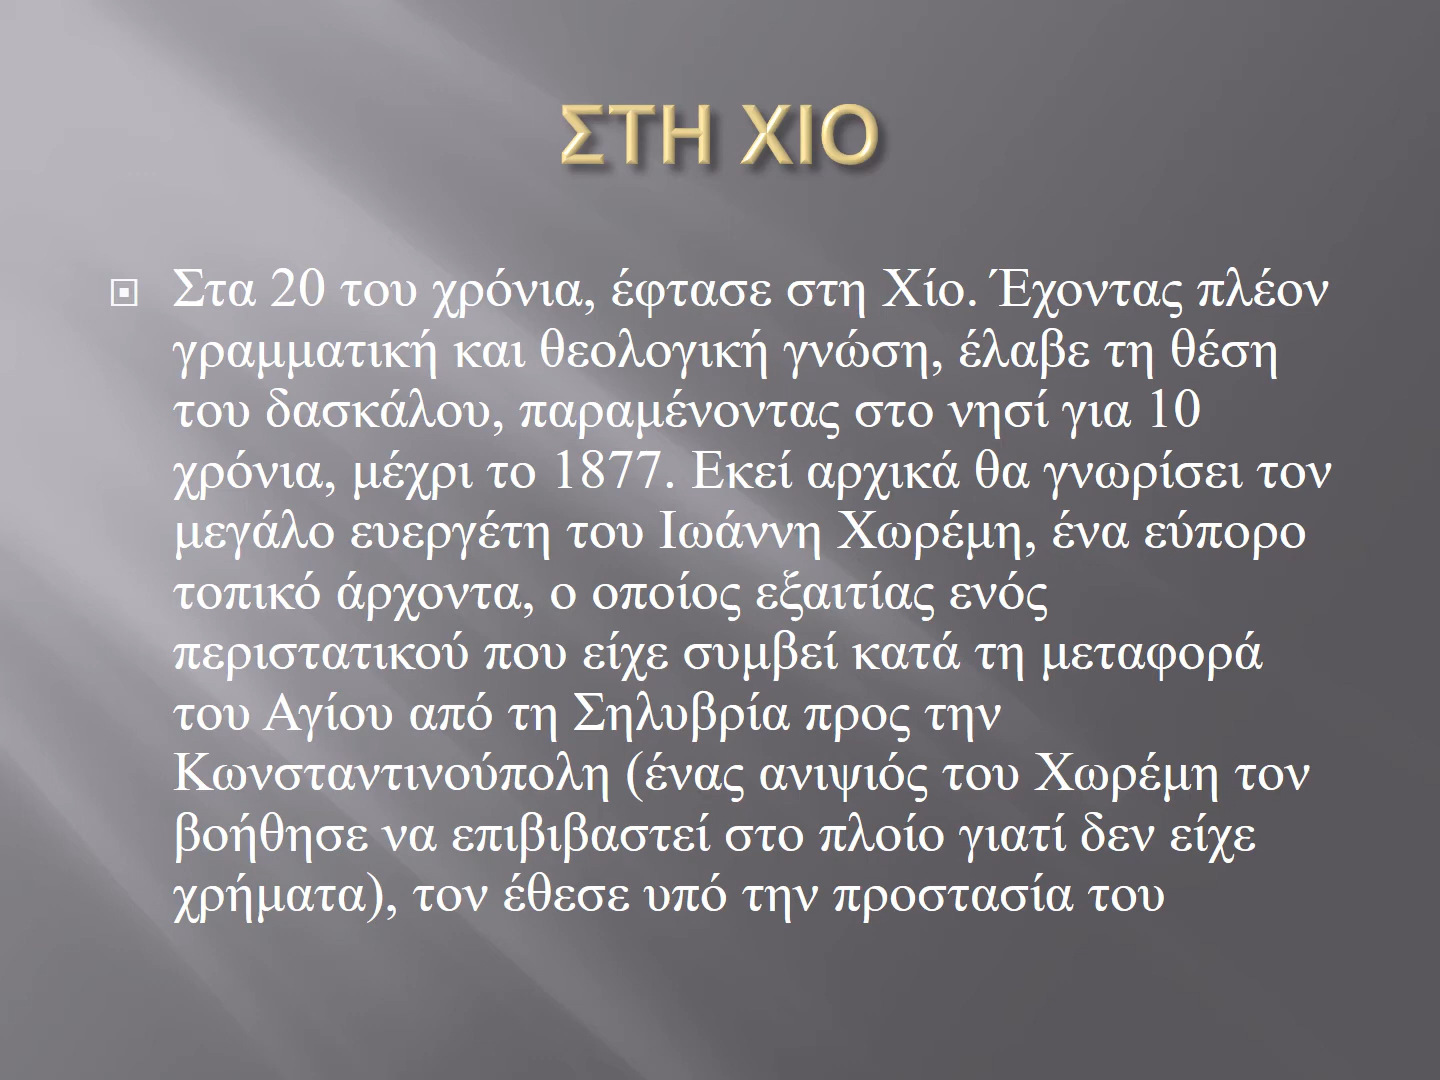 ΣΤΗ ΧΙΟ
Στα 20 του χρόνια, έφτασε στη Χίο. Έχοντας πλέον
γραμματική και θεολογική γνώση, έλαβε τη θέση
του δασκάλου, παραμένοντας στο νησί για 10
χρόνια, μέχρι το 1877. Εκεί αρχικά θα γνωρίσει τον
μεγάλο ευεργέτη του Ιωάννη Χωρέμη, ένα εύπορο
τοπικό άρχοντα, ο οποίος εξαιτίας ενός
περιστατικού που είχε συμβεί κατά τη μεταφορά
του Αγίου από τη Σηλυβρία προς την
Κωνσταντινούπολη (ένας ανιψιός του Χωρέμη τον
βοήθησε να επιβιβαστεί στο πλοίο γιατί δεν είχε
χρήματα), τον έθεσε υπό την προστασία του